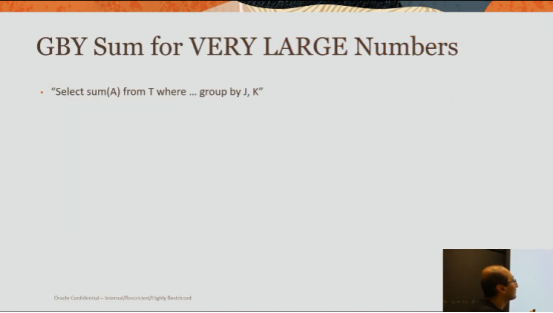 GBY Sum for VERY LARGE Numbers
• “Select sum(A) from T where ... group by J, K”
Oracle Confidential – Internal/Restricted/Highly Restricted